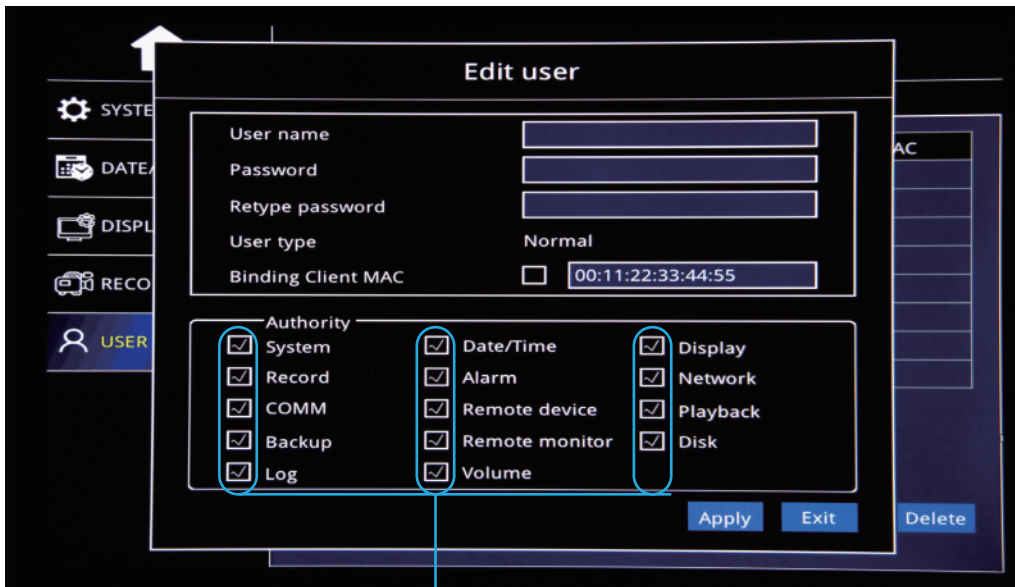 Edit user
SYSTE
DATE/
DISPL
RECO
USER
AC
User name
Password
Retype password
User type Normal
Binding Client MAC 00:11:22:33:44:55
Authority
System Date/Time Display
Record Alarm Network
COMM Remote device Playback
Backup Remote monitor Disk
Log Volume
Apply Exit Delete